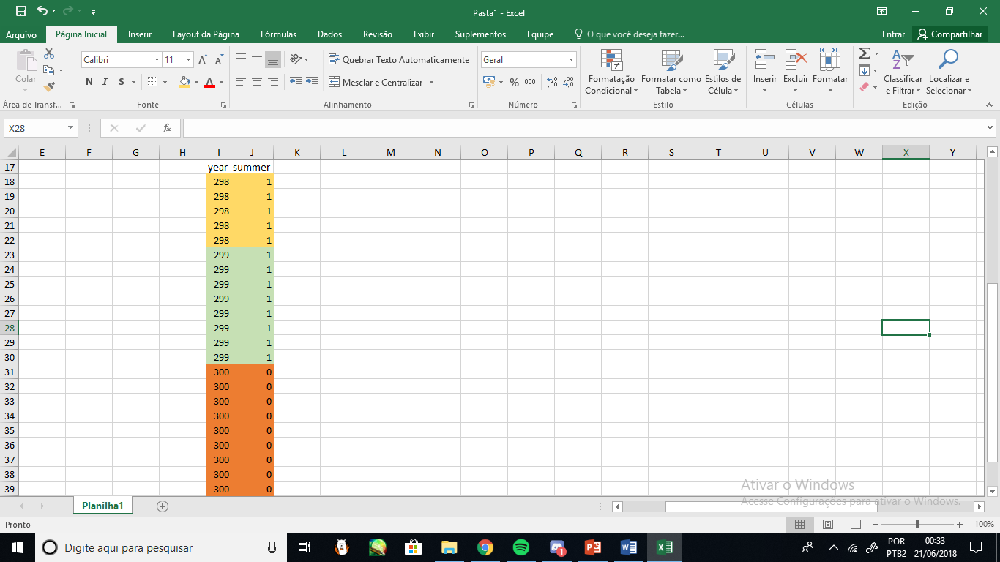 Pasta1 - Excel
Arquivo Página Inicial Inserir Layout da Página Fórmulas Dados Revisão Exibir Suplementos Equipe O que você deseja fazer... Entrar Compartilhar
Colar
Calibri 11
Quebrar Texto Automaticamente
Geral
Formatação Condicional
Formatar como Tabela
Estilos de Célula
Inserir Excluir Formatar
Classificar e Filtrar
Localizar e Selecionar
N I S A
Mesclar e Centralizar
% 000
Área de Transf... Fonte Alinhamento Número Estilo Células Edição
X28 fx
E F G H I J K L M N O P Q R S T U V W X Y
17 year summer
18 298 1
19 298 1
20 298 1
21 298 1
22 298 1
23 299 1
24 299 1
25 299 1
26 299 1
27 299 1
28 299 1
29 299 1
30 299 1
31 300 0
32 300 0
33 300 0
34 300 0
35 300 0
36 300 0
37 300 0
38 300 0
39 300 0
Ativar o Windows
Acesse Configurações para ativar o Windows.
Planilha1
Pronto 100%
Digite aqui para pesquisar
POR 00:33
PTB2 21/06/2018